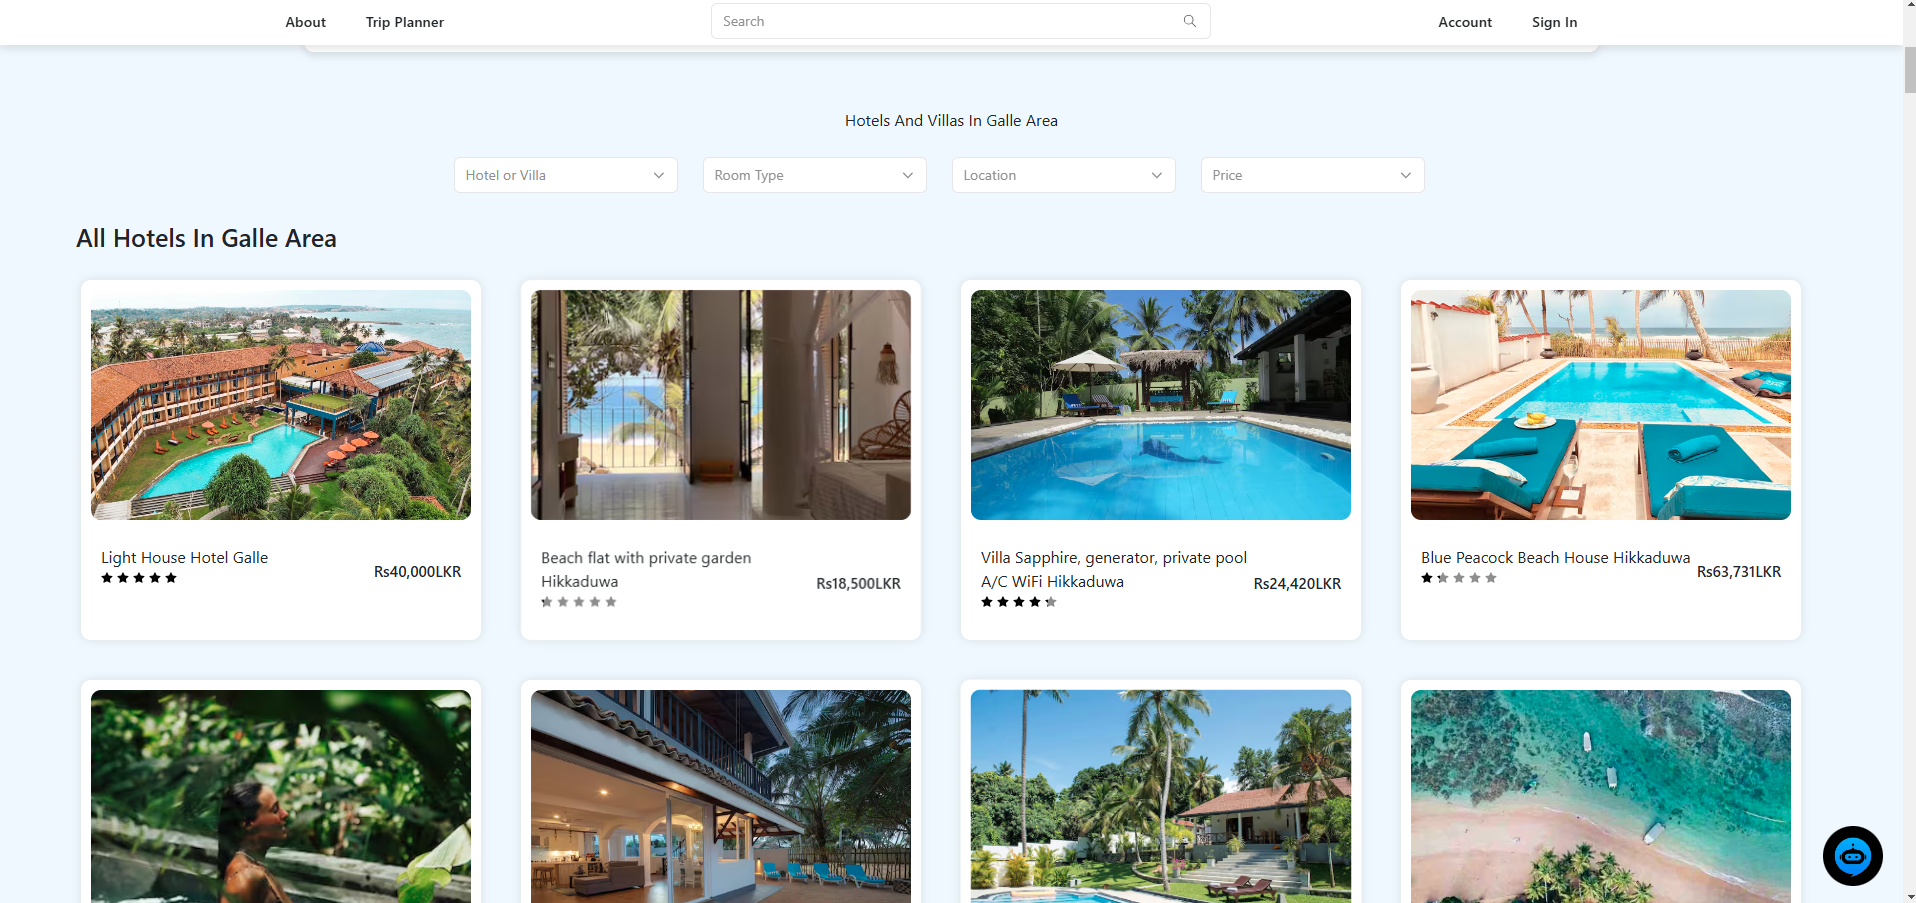 About
Trip Planner
Search
Account
Sign In
Hotels And Villas In Galle Area
Hotel or Villa
Room Type
Location
Price
All Hotels In Galle Area
Light House Hotel Galle
Rs40,000LKR
Beach flat with private garden
Hikkaduwa
Rs18,500LKR
Villa Sapphire, generator, private pool
A/C WiFi Hikkaduwa
Rs24,420LKR
Blue Peacock Beach House Hikkaduwa
Rs63,731LKR